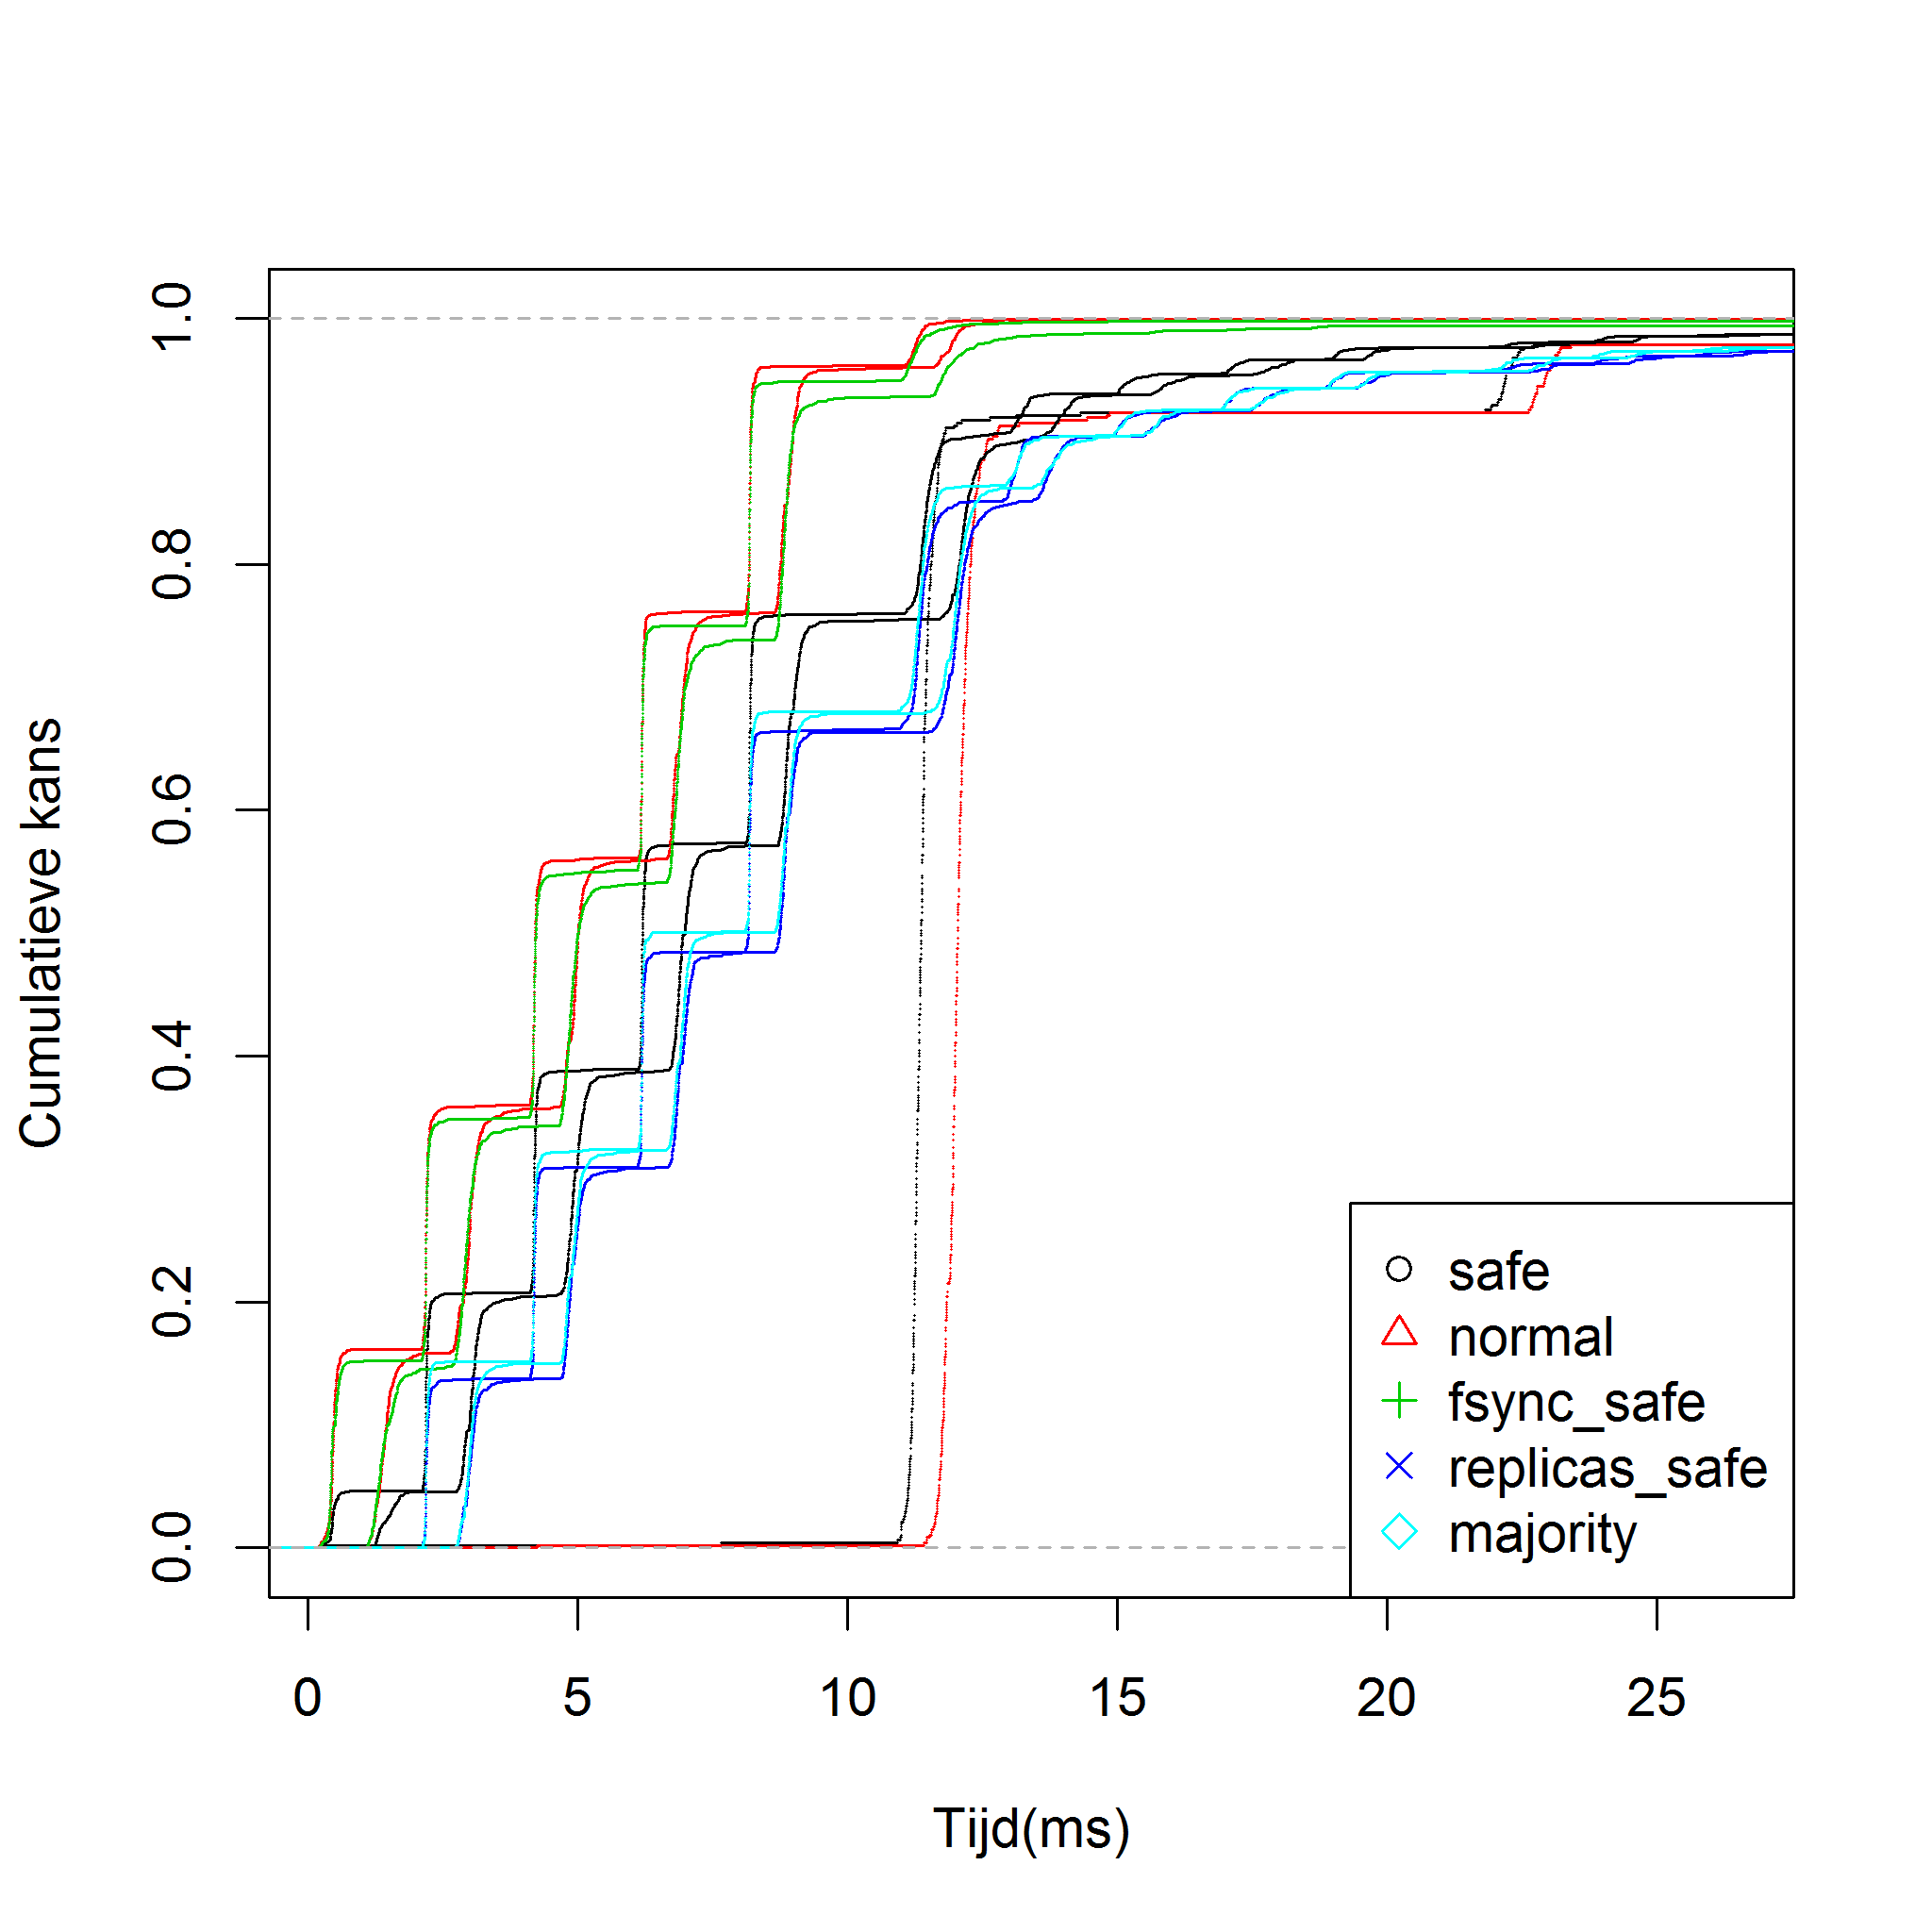 Cumulatieve kans
1.0
0.8
0.6
0.4
0.2
0.0
safe
normal
fsync_safe
replicas_safe
majority
0 5 10 15 20 25
Tijd(ms)